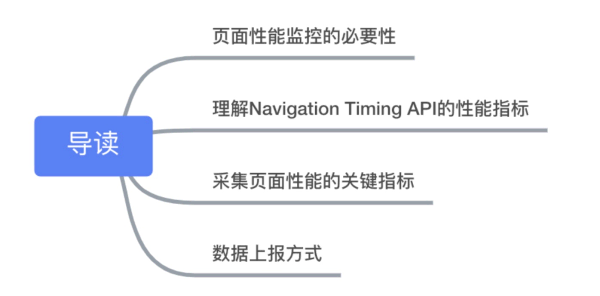 页面性能监控的必要性
理解Navigation Timing API的性能指标
导读
采集页面性能的关键指标
数据上报方式